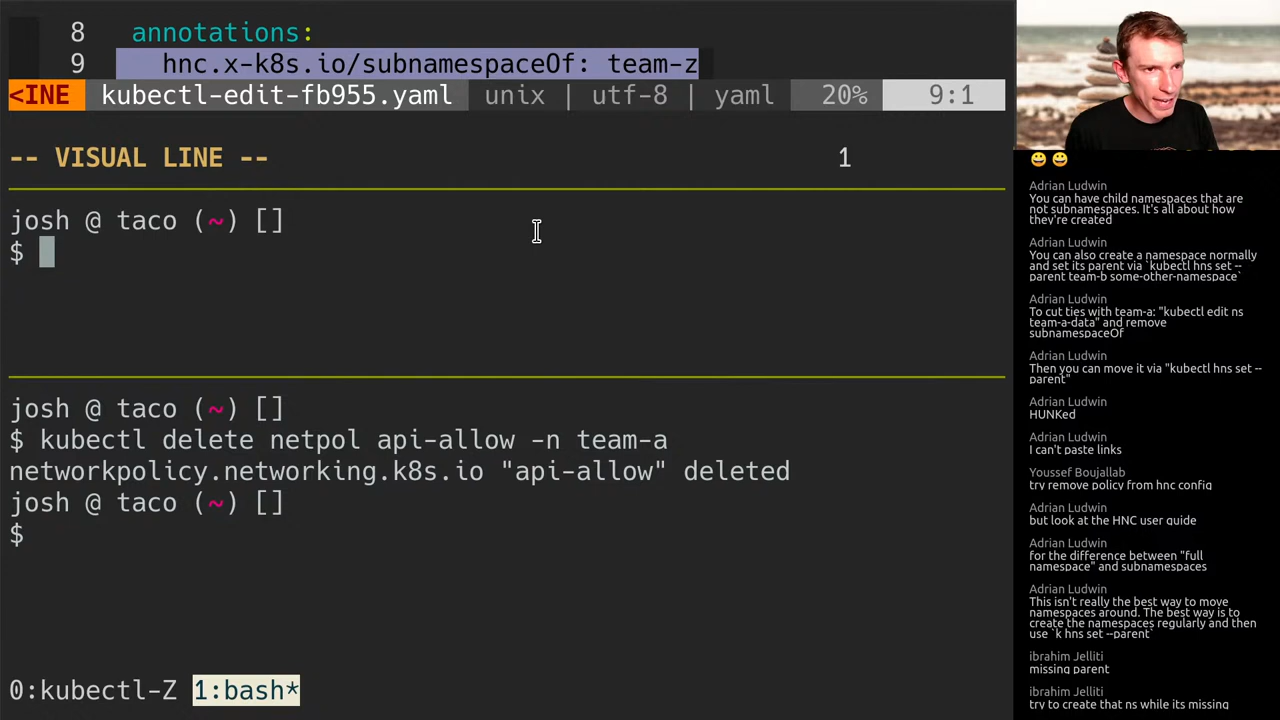 8 annotations:
9 hnc.x-k8s.io/subnamespaceOf: team-z
<INE kubectl-edit-fb955.yaml unix | utf-8 | yaml 20% 9:1
-- VISUAL LINE -- 1
josh @ taco (~) []
$
josh @ taco (~) []
$ kubectl delete netpol api-allow -n team-a
networkpolicy.networking.k8s.io "api-allow" deleted
josh @ taco (~) []
$
0:kubectl-Z 1:bash*
Adrian Ludwin
You can have child namespaces that are
not subnamespaces. It's all about how
they're created
Adrian Ludwin
You can also create a namespace normally
and set its parent via `kubectl hns set --
parent team-b some-other-namespace`
Adrian Ludwin
To cut ties with team-a: "kubectl edit ns
team-a-data" and remove
subnamespaceOf
Adrian Ludwin
Then you can move it via "kubectl hns set --
parent"
Adrian Ludwin
HUNKed
Adrian Ludwin
I can't paste links
Youssef Boujallab
try remove policy from hnc config
Adrian Ludwin
but look at the HNC user guide
Adrian Ludwin
for the difference between "full
namespace" and subnamespaces
Adrian Ludwin
This isn't really the best way to move
namespaces around. The best way is to
create the namespaces regularly and then
use `k hns set --parent`
ibrahim Jelliti
missing parent
ibrahim Jelliti
try to create that ns while its missing